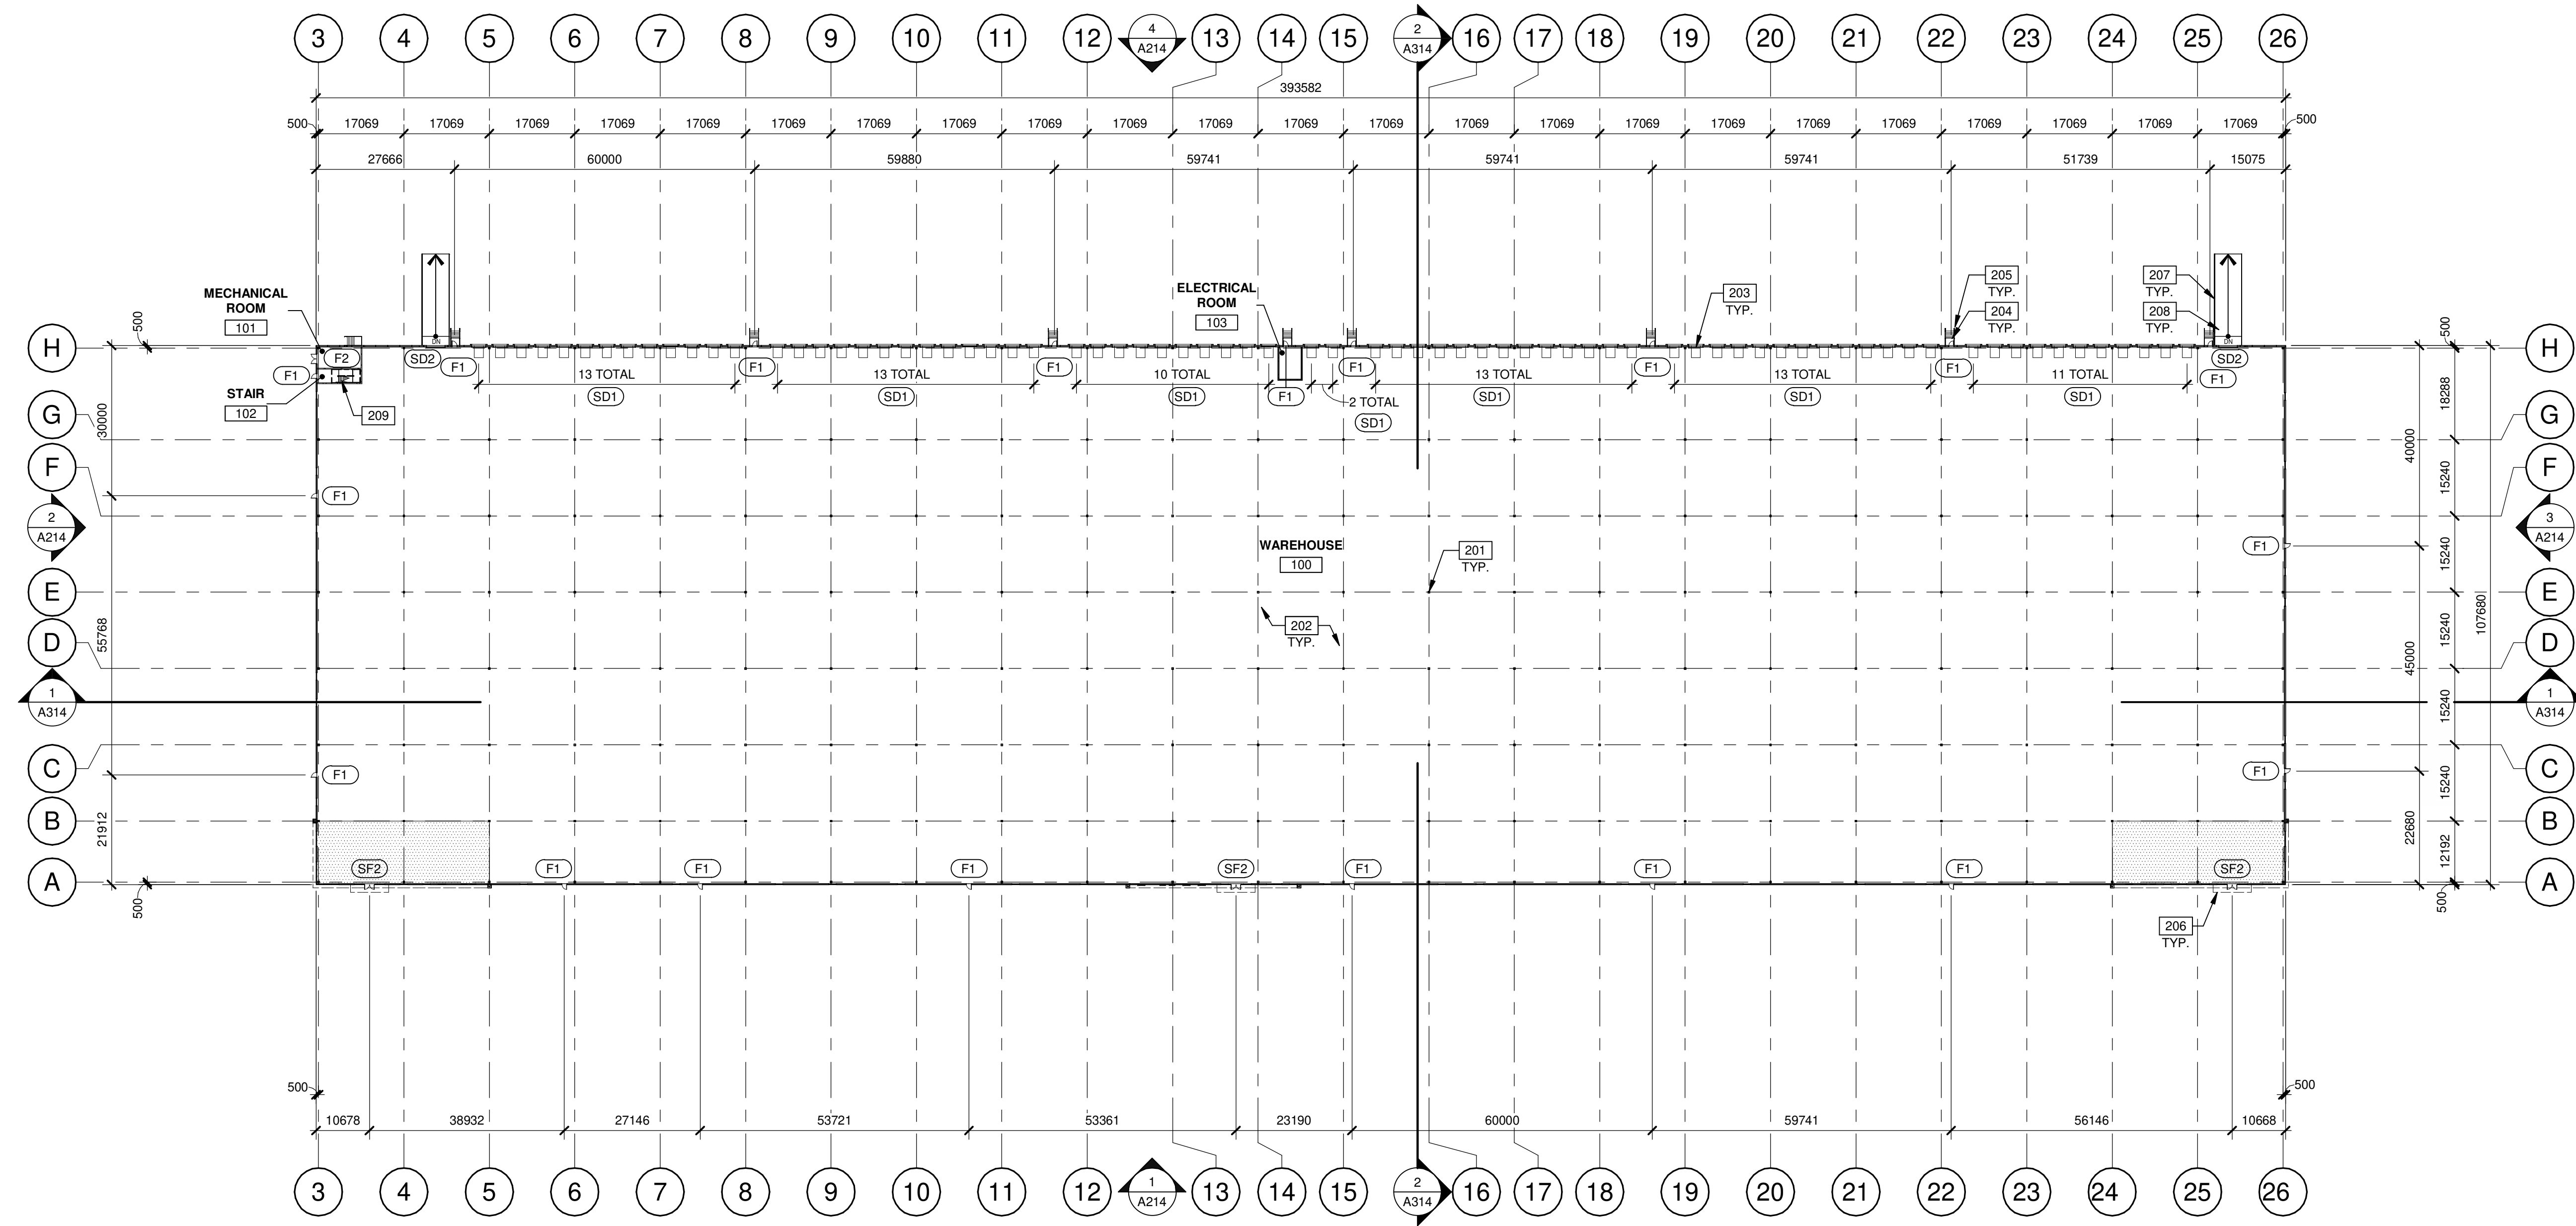 3 4 5 6 7 8 9 10 11 12 4 A214 13 14 15 2 A314 16 17 18 19 20 21 22 23 24 25 26
393582
500 17069 17069 17069 17069 17069 17069 17069 17069 17069 17069 17069 17069 17069 17069 17069 17069 17069 17069 17069 17069 17069 17069 17069 500
27666 60000 59880 59741 59741 59741 51739 15075
MECHANICAL
ROOM
101
ELECTRICAL
ROOM
103
203
TYP.
205
TYP.
204
TYP.
207
TYP.
208
TYP.
DN
DN
H 500 500 H
F2 SD2 F1 F1 F1 F1 F1 F1 SD2
F1 13 TOTAL 13 TOTAL 10 TOTAL 13 TOTAL 13 TOTAL 11 TOTAL F1
STAIR
102
209
SD1 SD1 SD1 F1 SD1 SD1 SD1
2 TOTAL
SD1
G 30000 18288 40000 G
F 15240 F
F1
2
A214
3
A214
WAREHOUSE
100
201
TYP.
F1
15240
E E
202
TYP.
55768 15240 107680
D 45000 D
1
A314
15240
1
A314
C F1 F1 15240 C
B 21912 22680 B
SF2 F1 F1 F1 SF2 F1 F1 F1 SF2 12192
A 500 500 A
206
TYP.
500 500
10678 38932 27146 53721 53361 23190 60000 59741 56146 10668
3 4 5 6 7 8 9 10 11 12 1 A214 13 14 15 2 A314 16 17 18 19 20 21 22 23 24 25 26